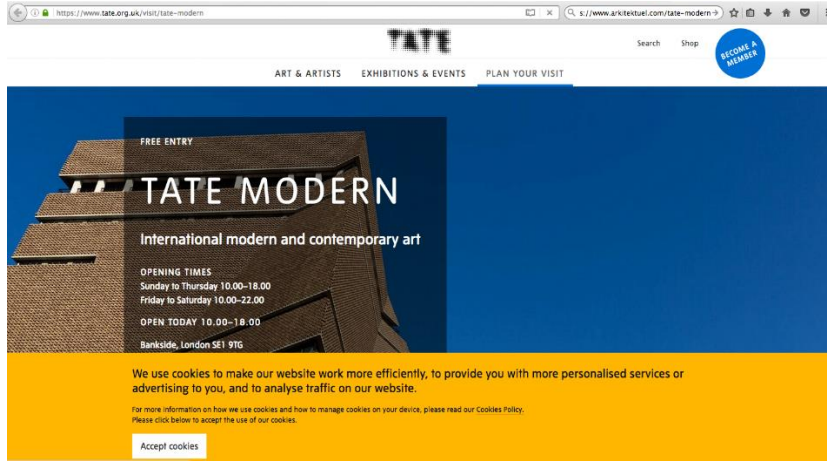 https://www.tate.org.uk/visit/tate-modern
s://www.arkitektuel.com/tate-modern
TATE
Search
Shop
BECOME A
MEMBER
ART & ARTISTS
EXHIBITIONS & EVENTS
PLAN YOUR VISIT
FREE ENTRY
TATE MODERN
International modern and contemporary art
OPENING TIMES
Sunday to Thursday 10.00–18.00
Friday to Saturday 10.00–22.00
OPEN TODAY 10.00–18.00
Bankside, London SE1 9TG
We use cookies to make our website work more efficiently, to provide you with more personalised services or
advertising to you, and to analyse traffic on our website.
For more information on how we use cookies and how to manage cookies on your device, please read our Cookies Policy.
Please click below to accept the use of our cookies.
Accept cookies